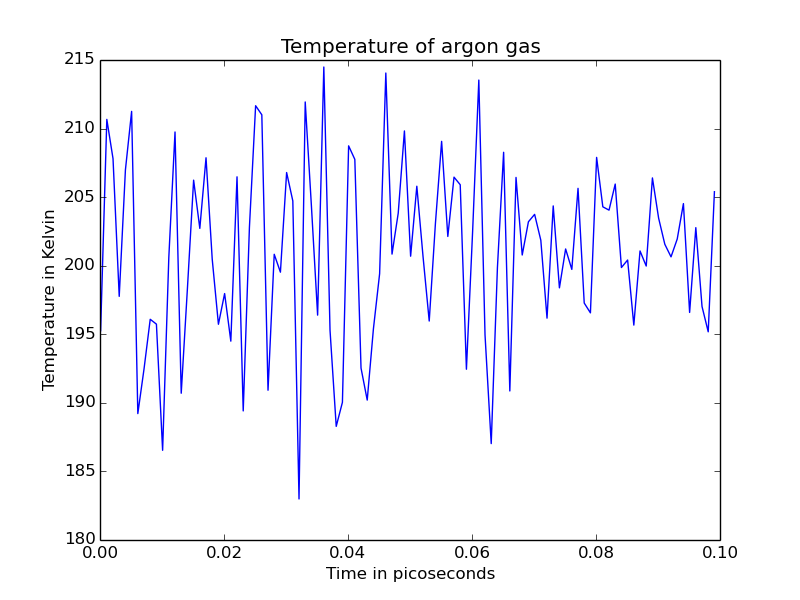 Temperature of argon gas
215
210
205
200
195
190
185
180
Temperature in Kelvin
0.00 0.02 0.04 0.06 0.08 0.10
Time in picoseconds